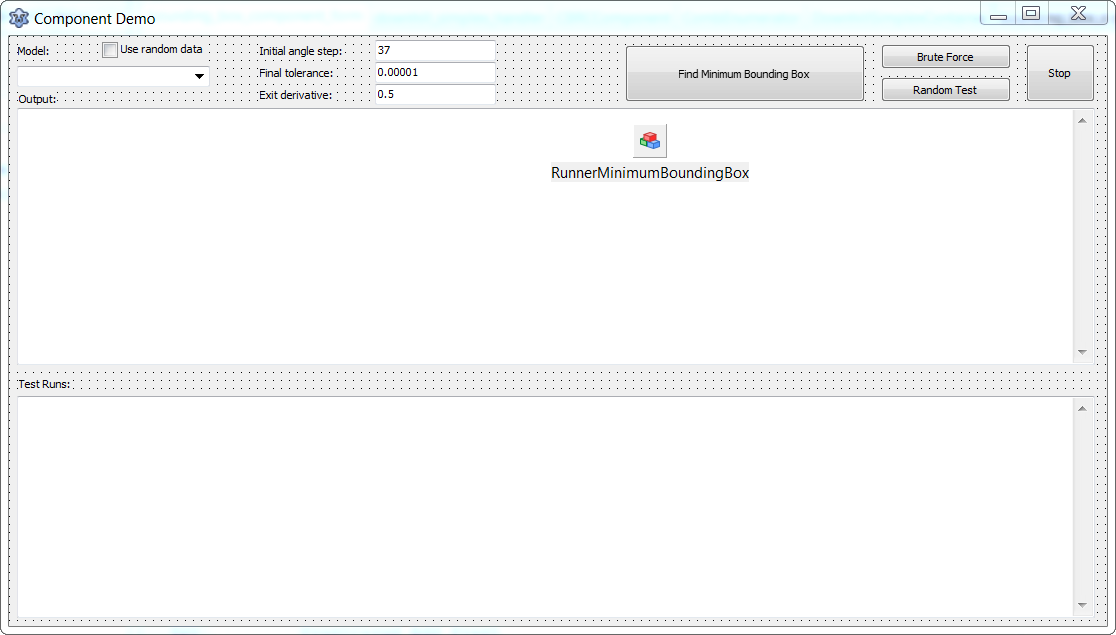 Component Demo
Model:
Use random data
Initial angle step:
37
Final tolerance:
0.00001
Exit derivative:
0.5
Find Minimum Bounding Box
Brute Force
Random Test
Stop
Output:
RunnerMinimumBoundingBox
Test Runs: